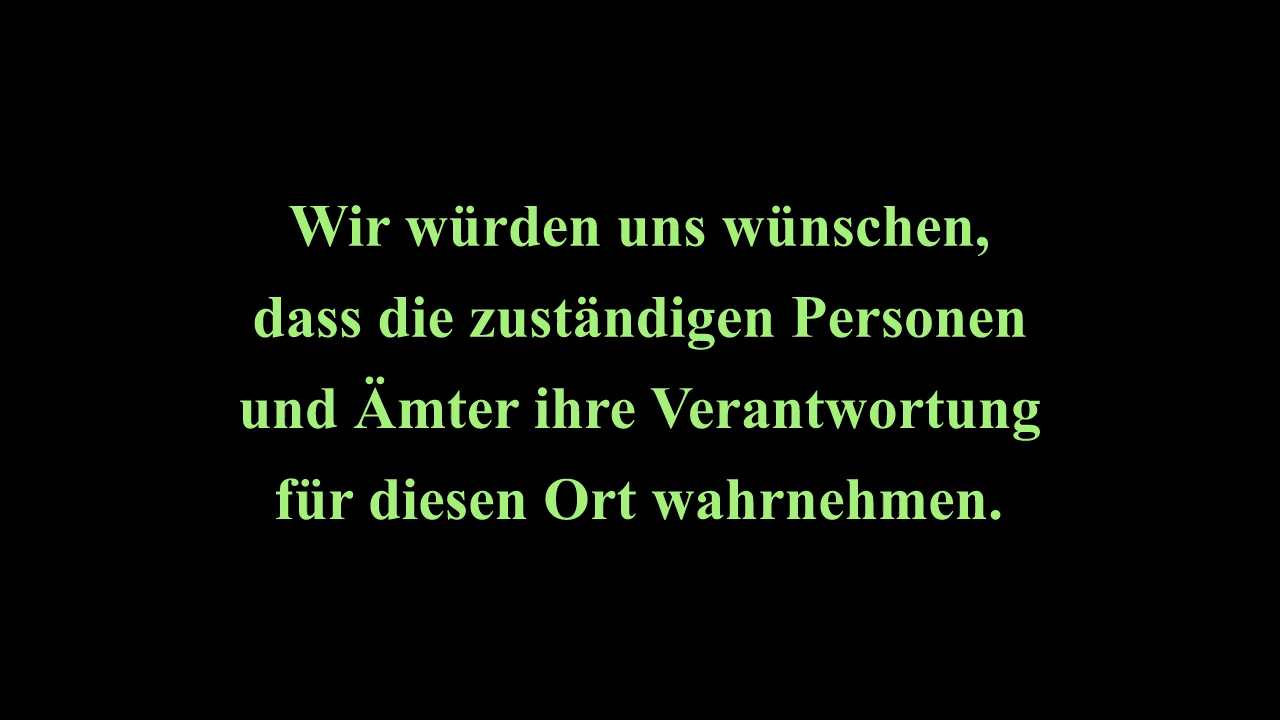 Wir würden uns wünschen,
dass die zuständigen Personen
und Ämter ihre Verantwortung
für diesen Ort wahrnehmen.